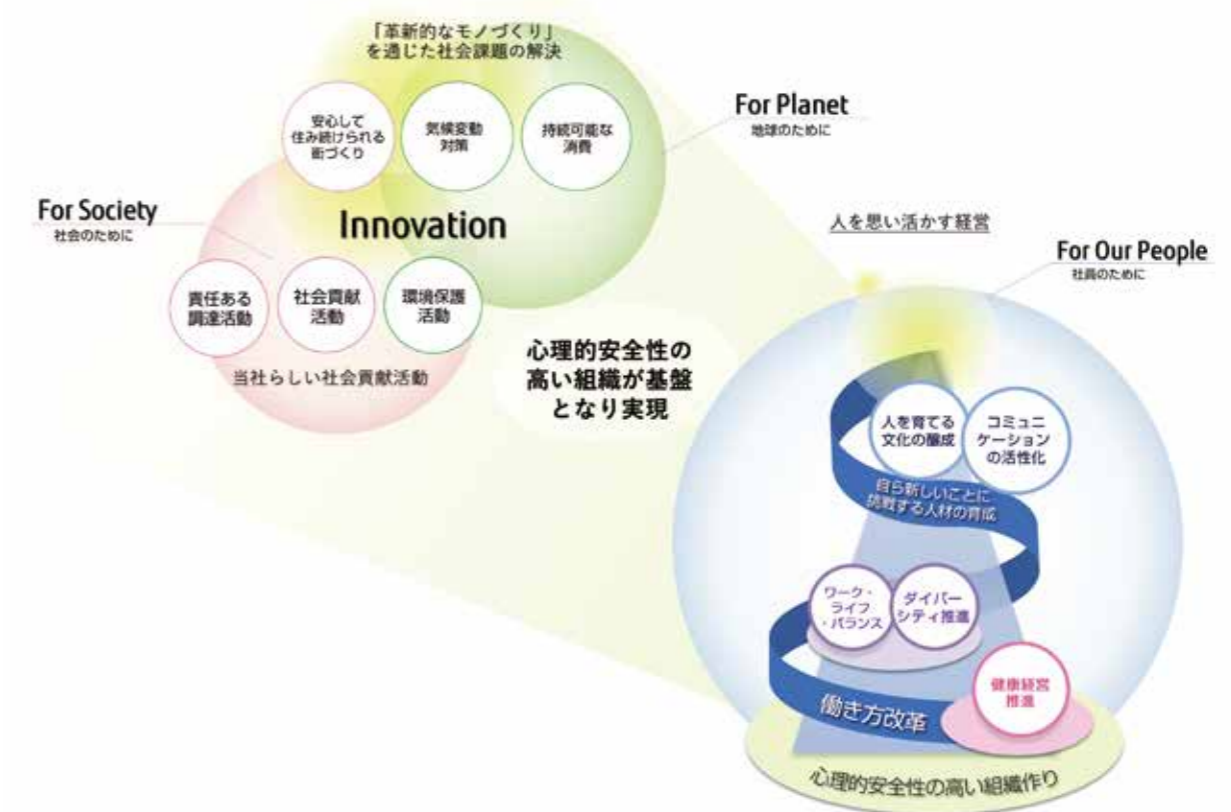 「革新的なモノづくり」
を通じた社会課題の解決
安心して
住み続けられる
街づくり
気候変動
対策
持続可能な
消費
For Planet
地球のために
For Society
社会のために
Innovation
責任ある
調達活動
社会貢献
活動
環境保護
活動
当社らしい社会貢献活動
心理的安全性の
高い組織が基盤
となり実現
人を思い活かす経営
For Our People
社員のために
人を育てる
文化の醸成
コミュニ
ケーション
の活性化
自ら新しいことに
挑戦する人材の育成
ワーク・
ライフ
・バランス
ダイバー
シティ推進
健康経営
推進
働き方改革
心理的安全性の高い組織作り